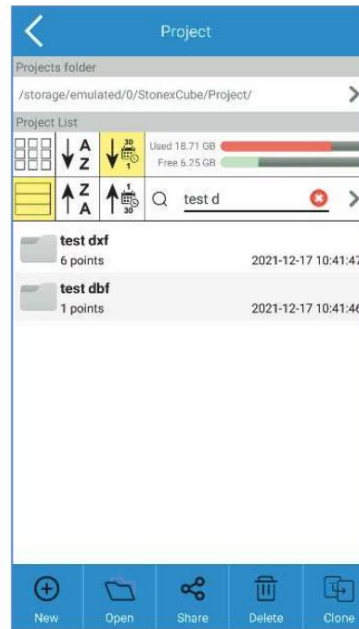 Project
Projects folder
/storage/emulated/0/StonexCube/Project/
Project List
A Z
30 1
Used 18.71 GB
Free 6.25 GB
Z A
1 30
test d
test dxf
6 points 2021-12-17 10:41:47
test dbf
1 points 2021-12-17 10:41:46
New Open Share Delete Clone